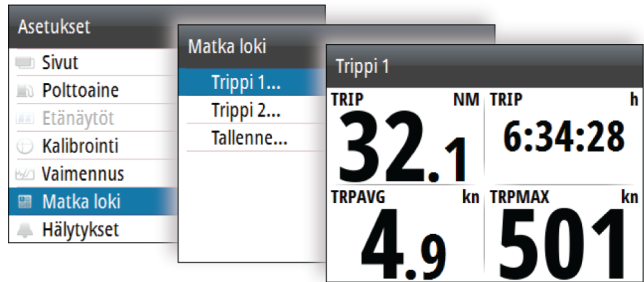 Asetukset
Sivut
Polttoaine
Etänäytöt
Kalibrointi
Vaimennus
Matka loki
Hälytykset
Matka loki
Trippi 1...
Trippi 2...
Tallenne...
Trippi 1
TRIP NM TRIP h
32.1 6:34:28
TRPAVG kn TRPMAX kn
4.9 501